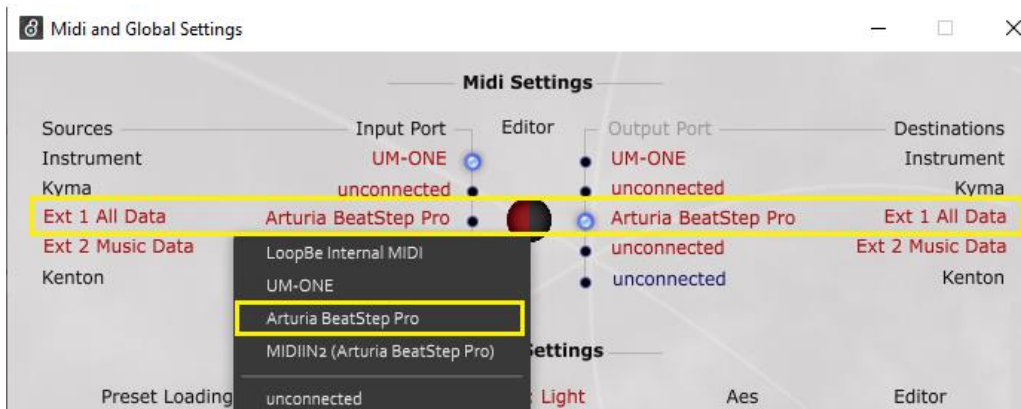 Midi and Global Settings
Midi Settings
Sources Input Port Editor Output Port Destinations
Instrument UM-ONE UM-ONE Instrument
Kyma unconnected unconnected Kyma
Ext 1 All Data Arturia BeatStep Pro Arturia BeatStep Pro Ext 1 All Data
Ext 2 Music Data unconnected Ext 2 Music Data
Kenton unconnected Kenton
LoopBe Internal MIDI
UM-ONE
Arturia BeatStep Pro
MIDIIN2 (Arturia BeatStep Pro)
unconnected
ettings
Preset Loading Light Aes Editor